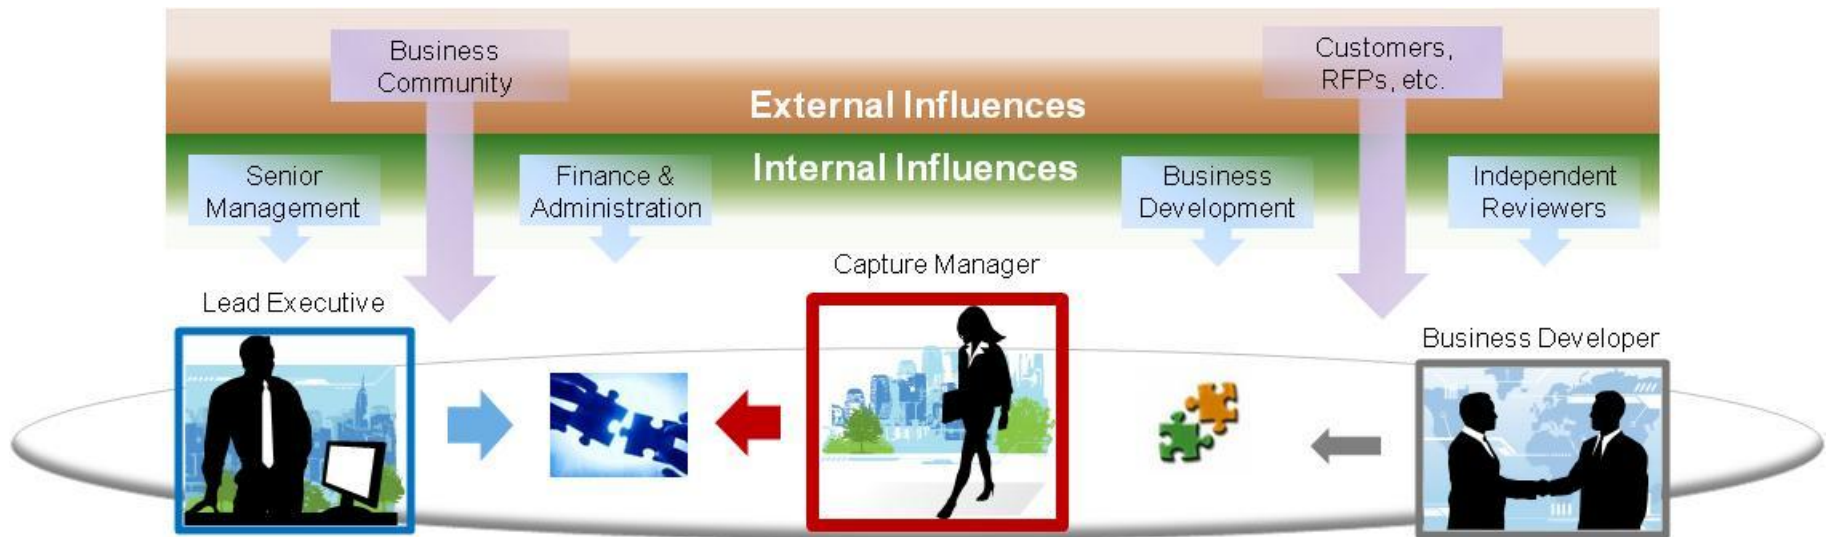 Business
Community
Customers,
RFPs, etc.
External Influences
Internal Influences
Senior
Management
Finance &
Administration
Business
Development
Independent
Reviewers
Capture Manager
Lead Executive
Business Developer